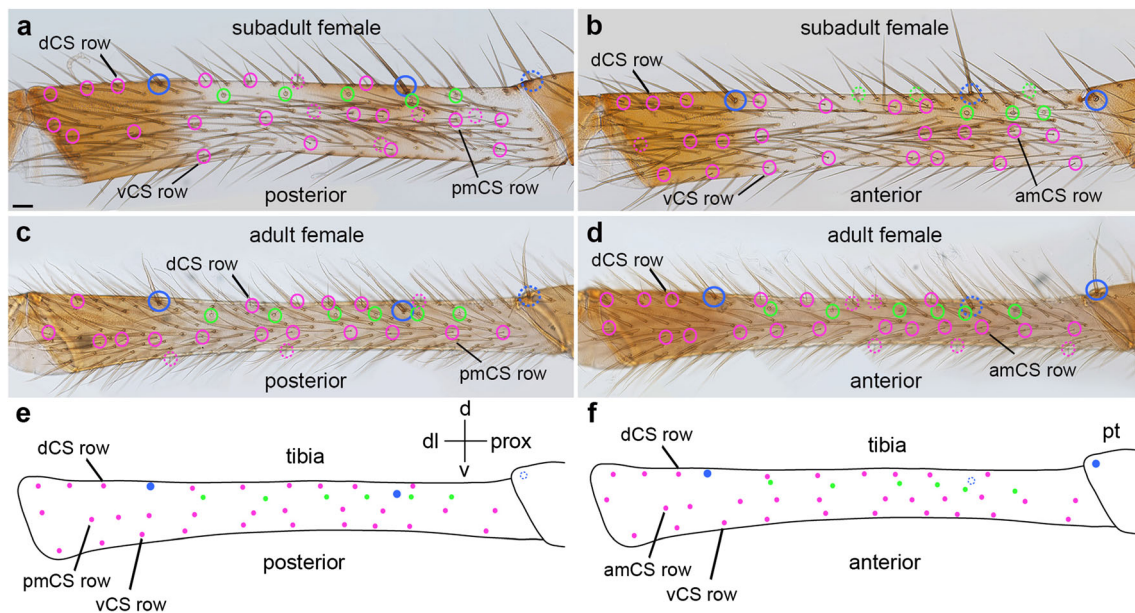 a
subadult female
dCS row
vCS row
posterior
pmCS row
b
subadult female
dCS row
vCS row
anterior
amCS row
c
adult female
dCS row
posterior
pmCS row
d
adult female
dCS row
anterior
amCS row
e
dCS row
tibia
d
dl
prox
v
pmCS row
vCS row
posterior
f
dCS row
tibia
pt
amCS row
vCS row
anterior